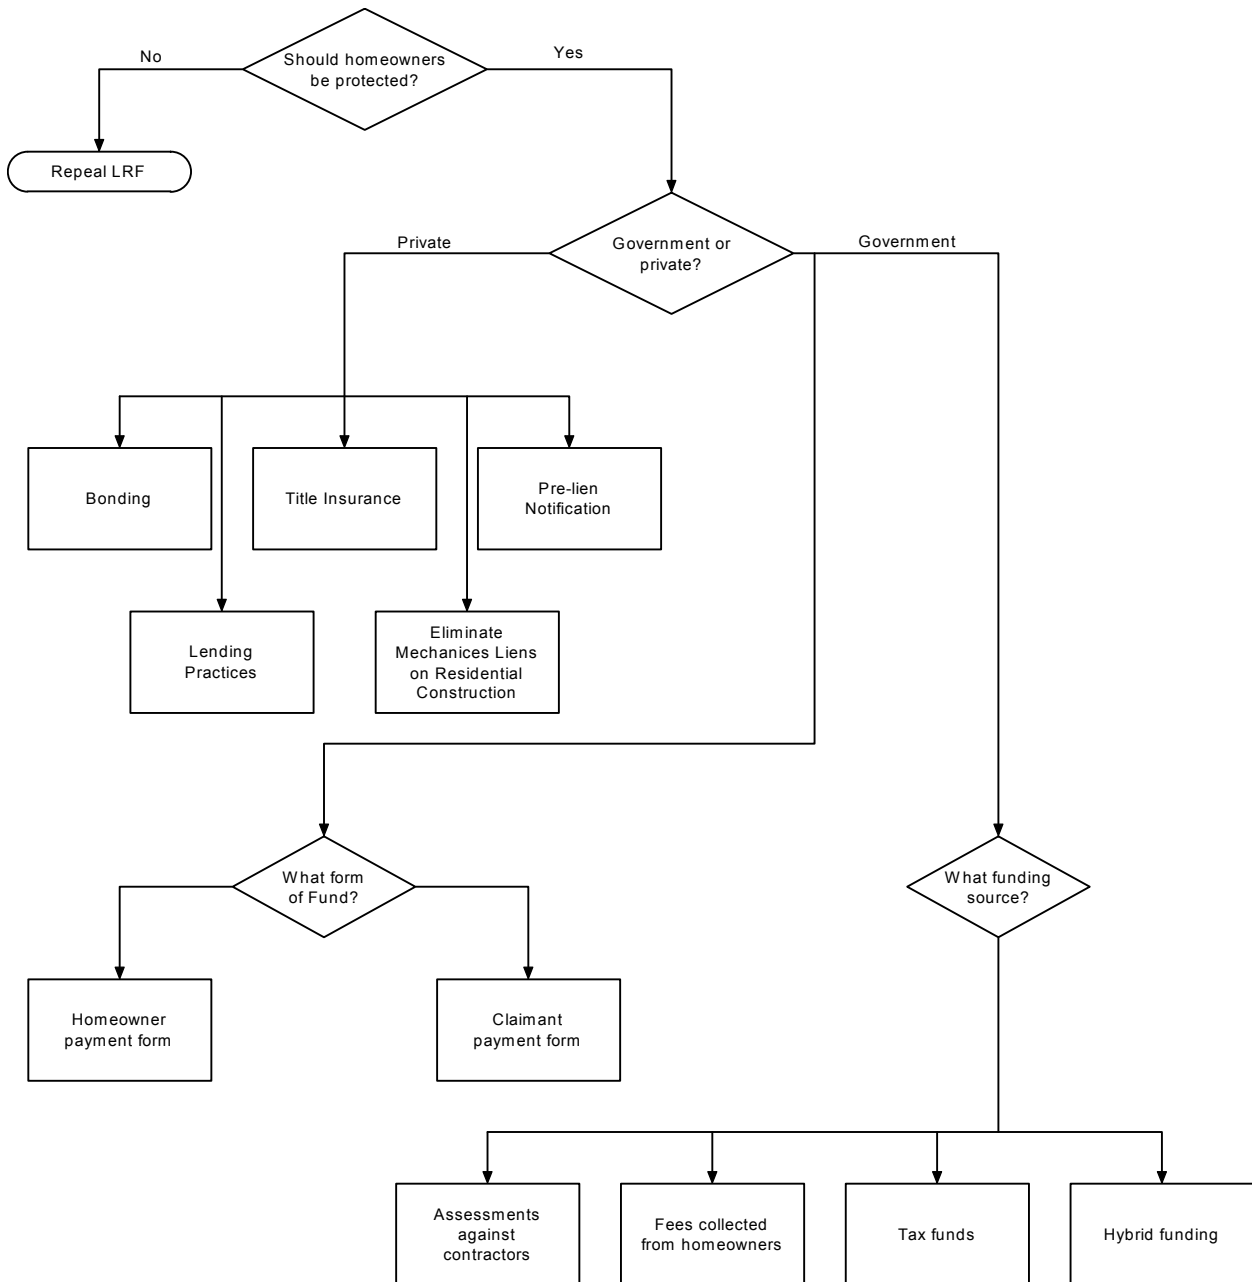 No
Should homeowners
be protected?
Yes
Repeal LRF
Private
Government or
private?
Government
Bonding
Title Insurance
Pre-lien
Notification
Lending
Practices
Eliminate
Mechanices Liens
on Residential
Construction
What form
of Fund?
What funding
source?
Homeowner
payment form
Claimant
payment form
Assessments
against
contractors
Fees collected
from homeowners
Tax funds
Hybrid funding